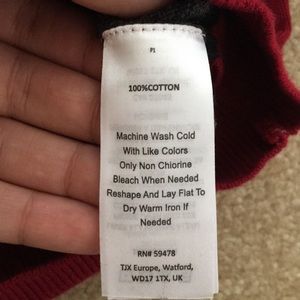 P1
100%COTTON
Machine Wash Cold
With Like Colors
Only Non Chiorine
Bleach When Needed
Reshape And Lay Flat To
Dry Warm Iron If
Needed
RN# 59478
TJX Europe, Watford,
WD17 1TX, UK